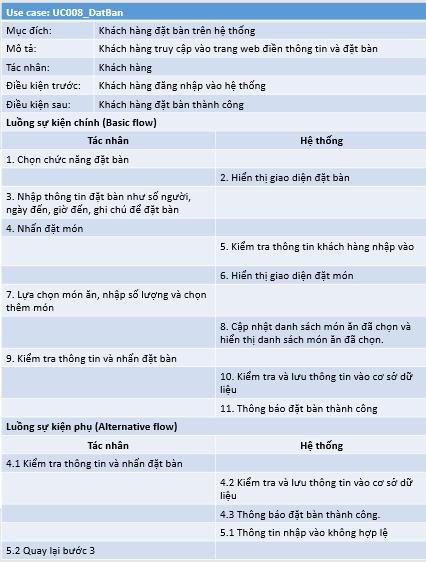 Use case: UC008_DatBan
Mục đích: Khách hàng đặt bàn trên hệ thống
Mô tả: Khách hàng truy cập vào trang web điền thông tin và đặt bàn
Tác nhân: Khách hàng
Điều kiện trước: Khách hàng đăng nhập vào hệ thống
Điều kiện sau: Khách hàng đặt bàn thành công
Luồng sự kiện chính (Basic flow)
Tác nhân Hệ thống
1. Chọn chức năng đặt bàn
2. Hiển thị giao diện đặt bàn
3. Nhập thông tin đặt bàn như số người,
ngày đến, giờ đến, ghi chú để đặt bàn
4. Nhấn đặt món
5. Kiểm tra thông tin khách hàng nhập vào
6. Hiển thị giao diện đặt món
7. Lựa chọn món ăn, nhập số lượng và chọn
thêm món
8. Cập nhật danh sách món ăn đã chọn và
hiển thị danh sách món ăn đã chọn.
9. Kiểm tra thông tin và nhấn đặt bàn
10. Kiểm tra và lưu thông tin vào cơ sở dữ
liệu
11. Thông báo đặt bàn thành công
Luồng sự kiện phụ (Alternative flow)
Tác nhân Hệ thống
4.1 Kiểm tra thông tin và nhấn đặt bàn
4.2 Kiểm tra và lưu thông tin vào cơ sở dữ
liệu
4.3 Thông báo đặt bàn thành công.
5.1 Thông tin nhập vào không hợp lệ
5.2 Quay lại bước 3